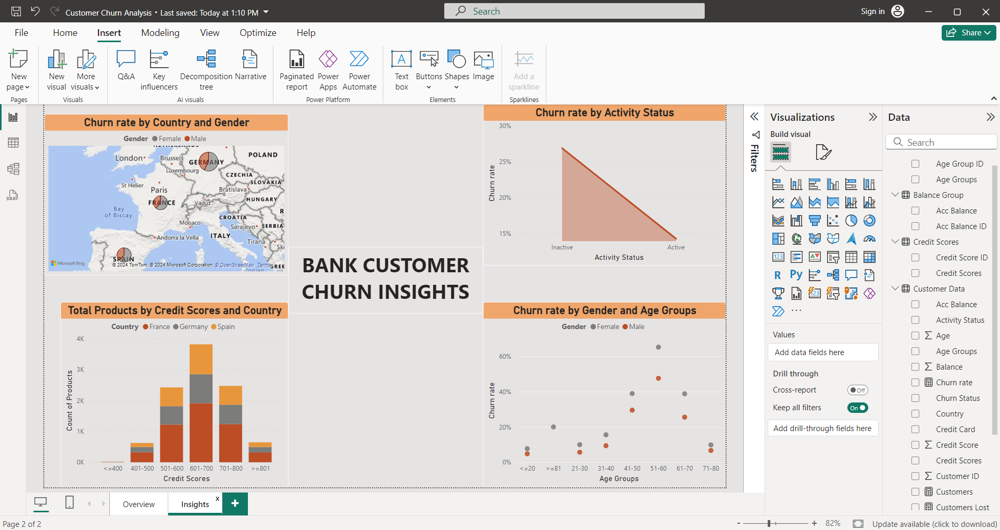 Customer Churn Analysis • Last saved: Today at 1:10 PM
Search
Sign in
File Home Insert Modeling View Optimize Help
Share
New page
New visual
More visuals
Q&A
Key influencers
Decomposition tree
Narrative
Paginated report
Power Apps
Power Automate
Text box
Buttons
Shapes
Image
Add a sparkline
Pages
Visuals
AI visuals
Power Platform
Elements
Sparklines
DAX
Churn rate by Country and Gender
Gender Female Male
London
Brussels
GERMANY
POLAND
Luxembourg
CZECHIA
SLOVAKIA
St Helier
Paris
Bratislava
FRANCE
Vaduz
HUNGARY
Bay of Biscay
CROATIA
Monaco
Sarajevo
SERBIA
Andorra la Vella
ITALY
Tirana
SPAIN
Microsoft Bing
© 2024 TomTom, © 2024 Microsoft Corporation, © OpenStreetMap Terms
Churn rate by Activity Status
30%
25%
20%
15%
Churn rate
Inactive Active
Activity Status
BANK CUSTOMER
CHURN INSIGHTS
Total Products by Credit Scores and Country
Country France Germany Spain
4K
3K
2K
1K
0K
Count of Products
<=400 401-500 501-600 601-700 701-800 >=801
Credit Scores
Churn rate by Gender and Age Groups
Gender Female Male
60%
40%
20%
0%
Churn rate
<=20 >=81 21-30 31-40 41-50 51-60 61-70 71-80
Age Groups
Filters
Visualizations
Build visual
123
R
Py
123
...
Values
Add data fields here
Drill through
Cross-report
Off
Keep all filters
On
Add drill-through fields here
Data
Search
Age Group ID
Age Groups
Balance Group
Acc Balance
Acc Balance ID
Credit Scores
Credit Score ID
Credit Scores
Customer Data
Acc Balance
Activity Status
Age
Age Groups
Balance
Churn rate
Churn Status
Country
Credit Card
Credit Score
Credit Scores
Customer ID
Customers
Customers Lost
Overview
Insights
x
+
Page 2 of 2
- + 82%
Update available (click to download)